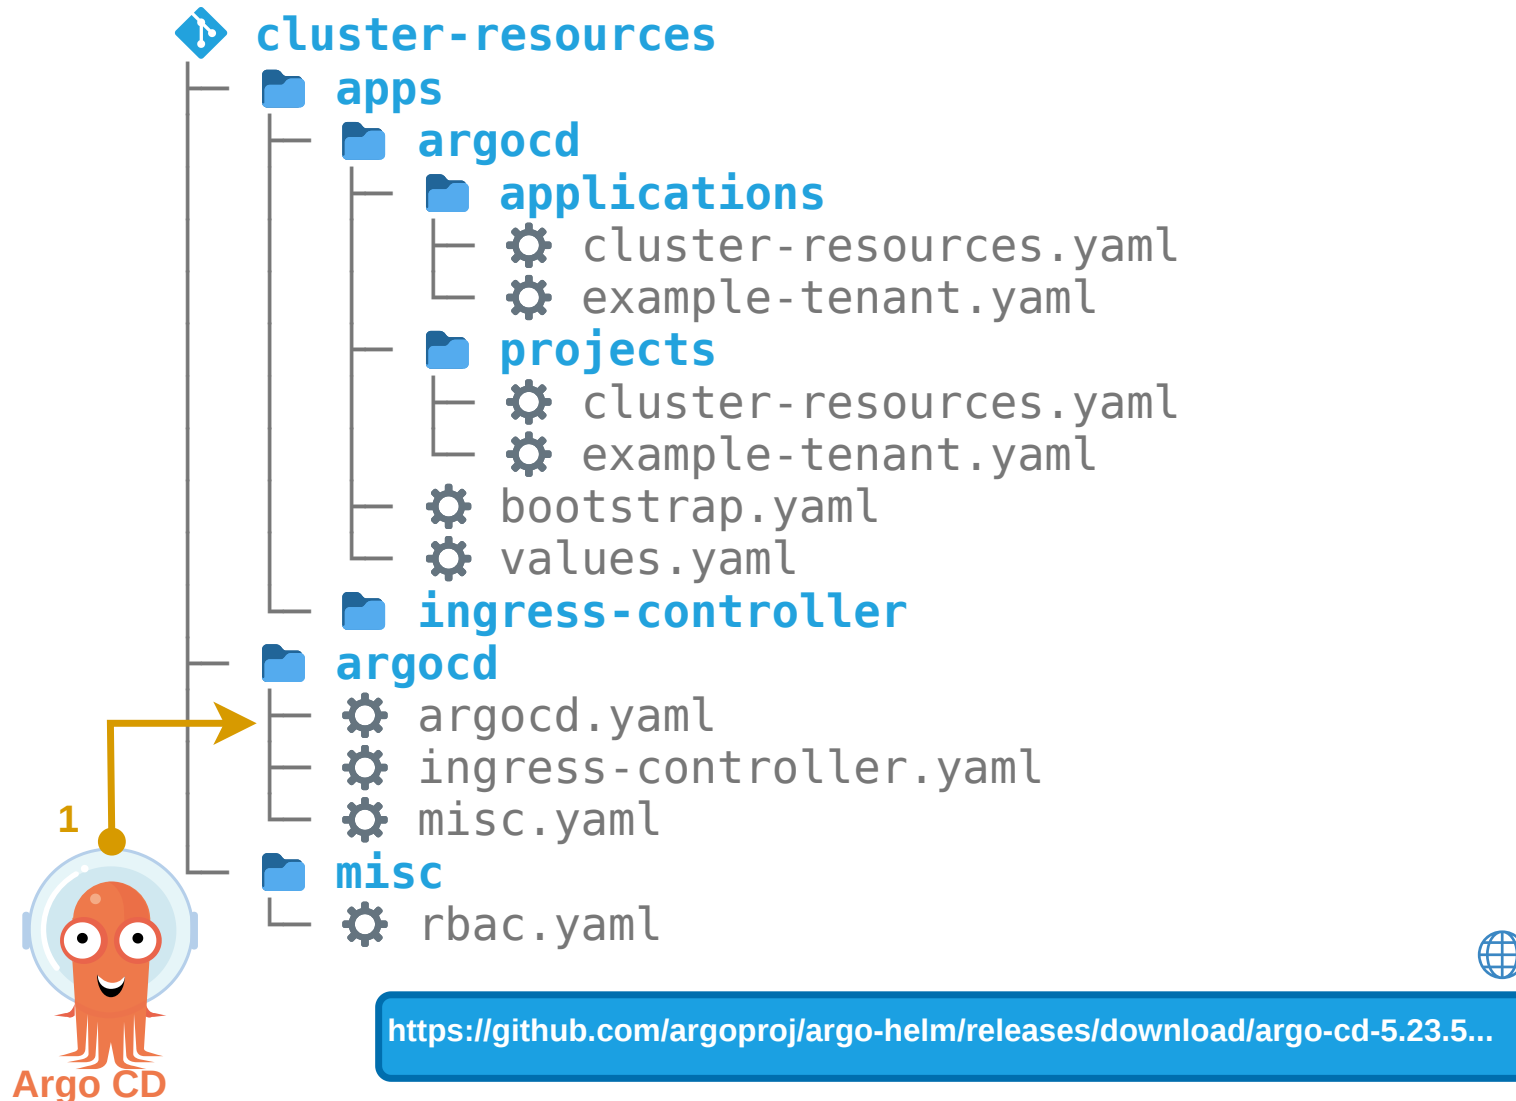 cluster-resources
apps
argocd
applications
cluster-resources.yaml
example-tenant.yaml
projects
cluster-resources.yaml
example-tenant.yaml
bootstrap.yaml
values.yaml
ingress-controller
argocd
argocd.yaml
ingress-controller.yaml
1
misc.yaml
misc
rbac.yaml
https://github.com/argoproj/argo-helm/releases/download/argo-cd-5.23.5...
Argo CD